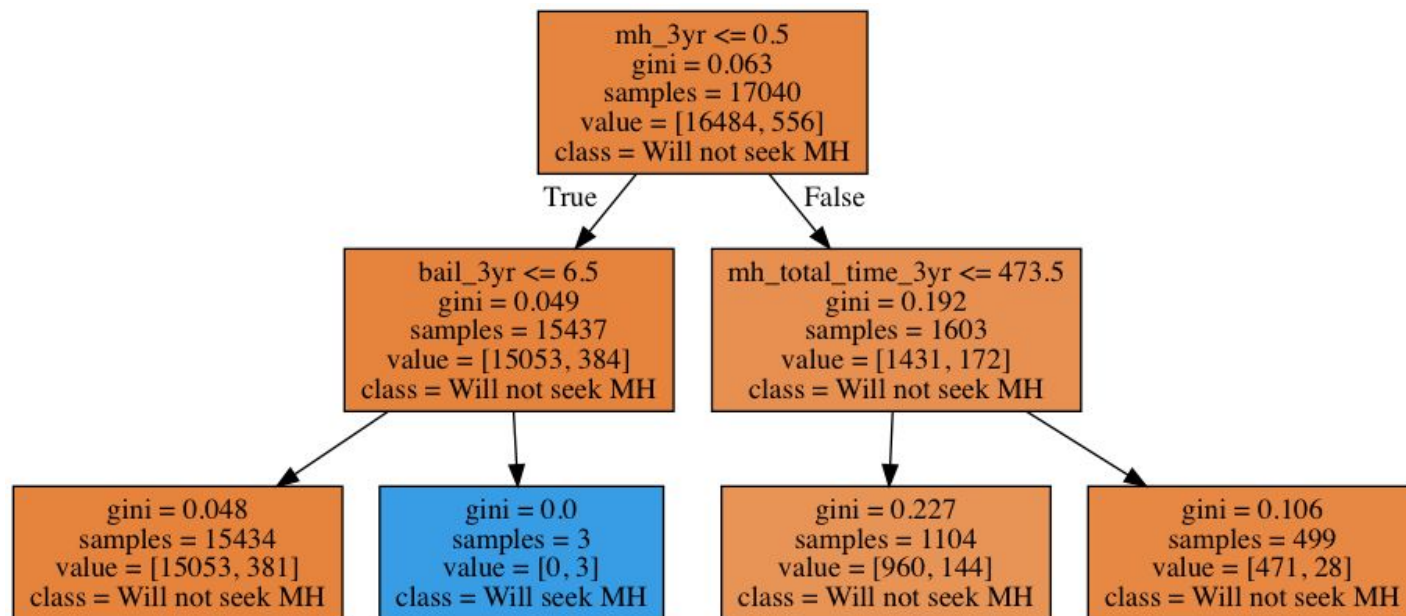 mh_3yr <= 0.5
gini = 0.063
samples = 17040
value = [16484, 556]
class = Will not seek MH
True
False
bail_3yr <= 6.5
gini = 0.049
samples = 15437
value = [15053, 384]
class = Will not seek MH
mh_total_time_3yr <= 473.5
gini = 0.192
samples = 1603
value = [1431, 172]
class = Will not seek MH
gini = 0.048
samples = 15434
value = [15053, 381]
class = Will not seek MH
gini = 0.0
samples = 3
value = [0, 3]
class = Will seek MH
gini = 0.227
samples = 1104
value = [960, 144]
class = Will not seek MH
gini = 0.106
samples = 499
value = [471, 28]
class = Will not seek MH